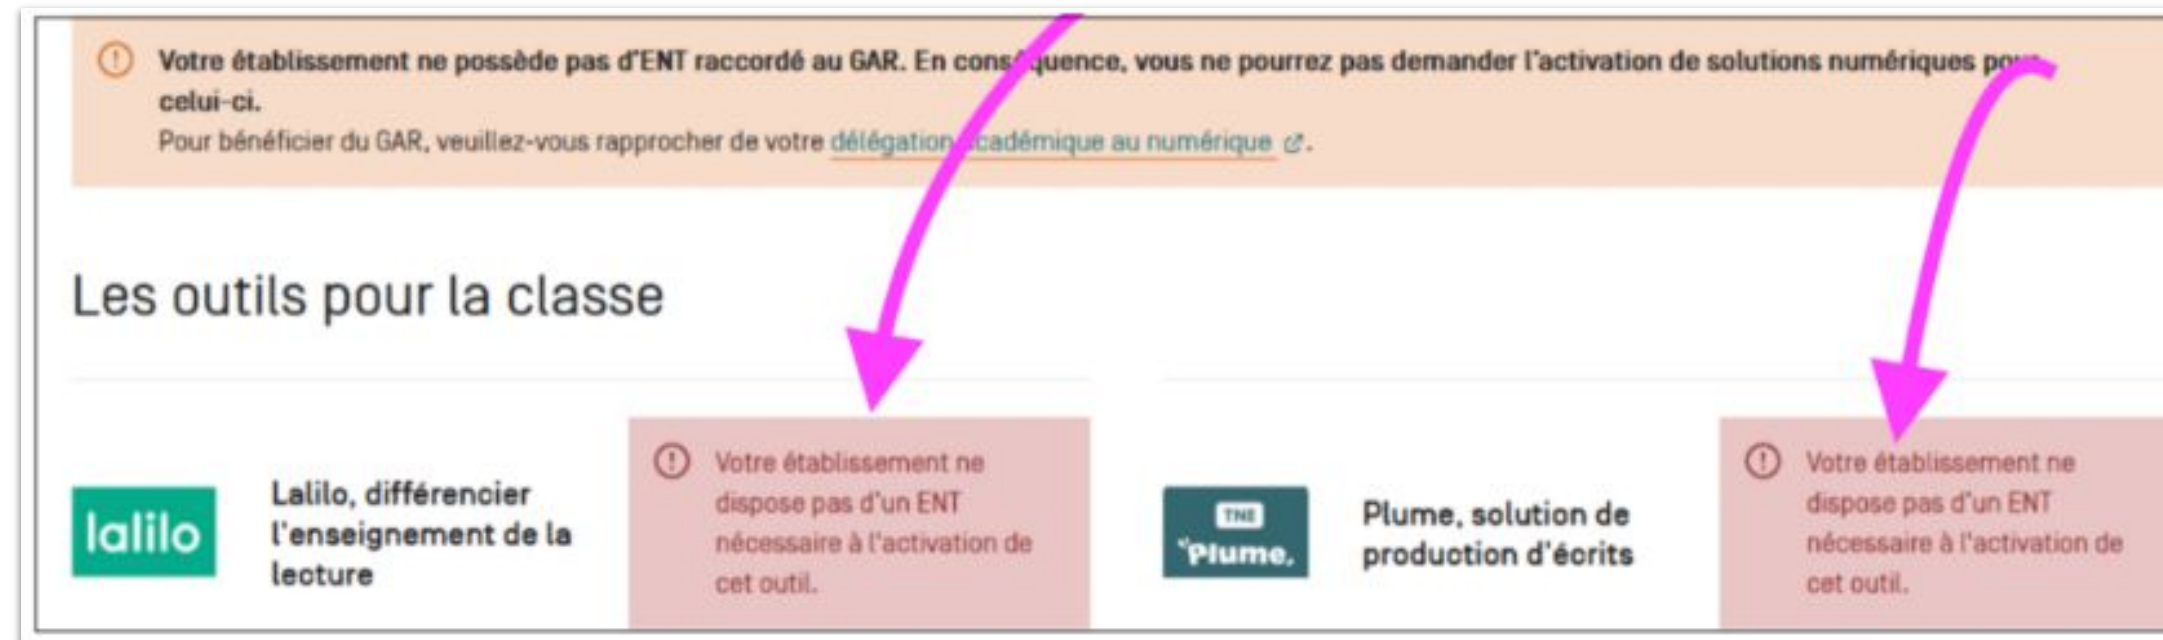 Votre établissement ne possède pas d'ENT raccordé au GAR. En conséquence, vous ne pourrez pas demander l'activation de solutions numériques pour
celui-ci.
Pour bénéficier du GAR, veuillez-vous rapprocher de votre délégation académique au numérique.
Les outils pour la classe
lalilo
Lalilo, différencier
l'enseignement de la
lecture
Votre établissement ne
dispose pas d'un ENT
nécessaire à l'activation de
cet outil.
TNE
Plume,
Plume, solution de
production d'écrits
Votre établissement ne
dispose pas d'un ENT
nécessaire à l'activation de
cet outil.